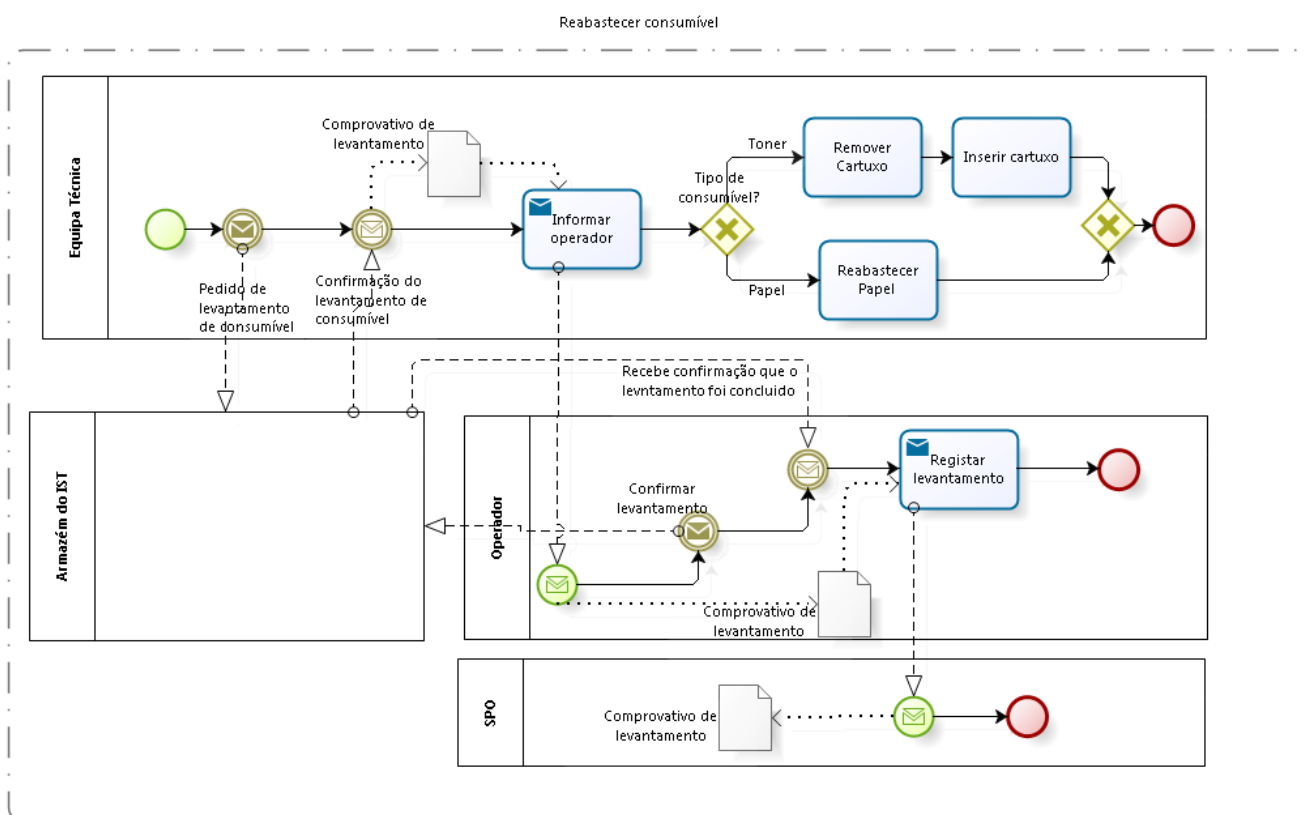 Reabastecer consumível
Equipa Técnica
Comprovativo de
levantamento
Pedido de
levantamento
de consumível
Confirmação do
levantamento de
consumível
Informar
operador
Tipo de
consumível?
Toner
Papel
Remover
Cartuxo
Inserir cartuxo
Reabastecer
Papel
Armazém do IST
Recebe confirmação que o
levntamento foi concluido
Operador
Confirmar
levantamento
Registar
levantamento
Comprovativo de
levantamento
SPO
Comprovativo de
levantamento